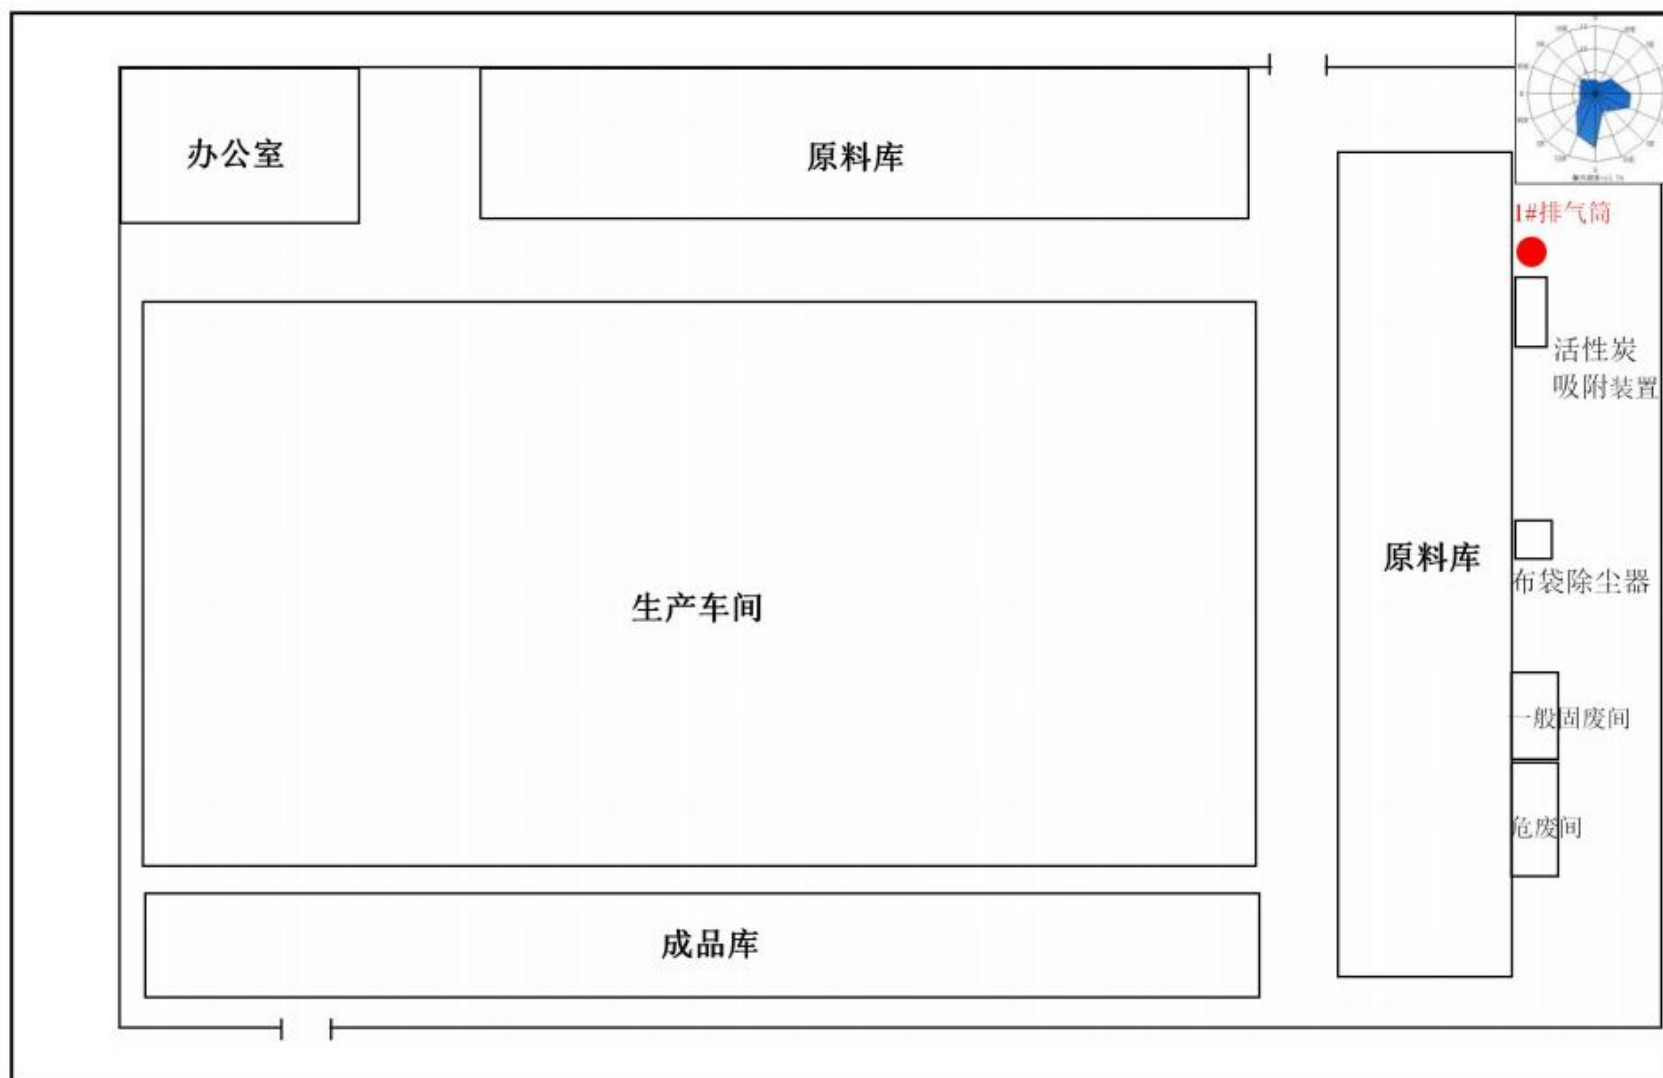 办公室
原料库
1#排气筒
活性炭
吸附装置
原料库
布袋除尘器
生产车间
一般固废间
危废间
成品库